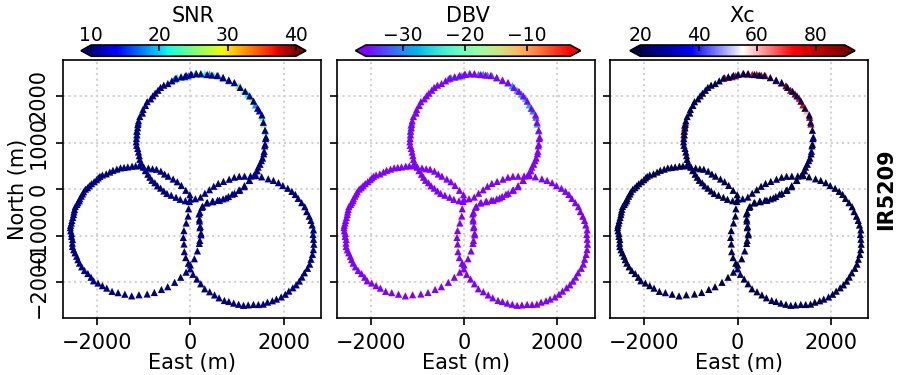 SNR DBV Xc
10 20 30 40 −30 −20 −10 20 40 60 80
North (m)
2000
1000
0
−1000
−2000
−2000 0 2000 −2000 0 2000 −2000 0 2000
East (m) East (m) East (m)
IR5209